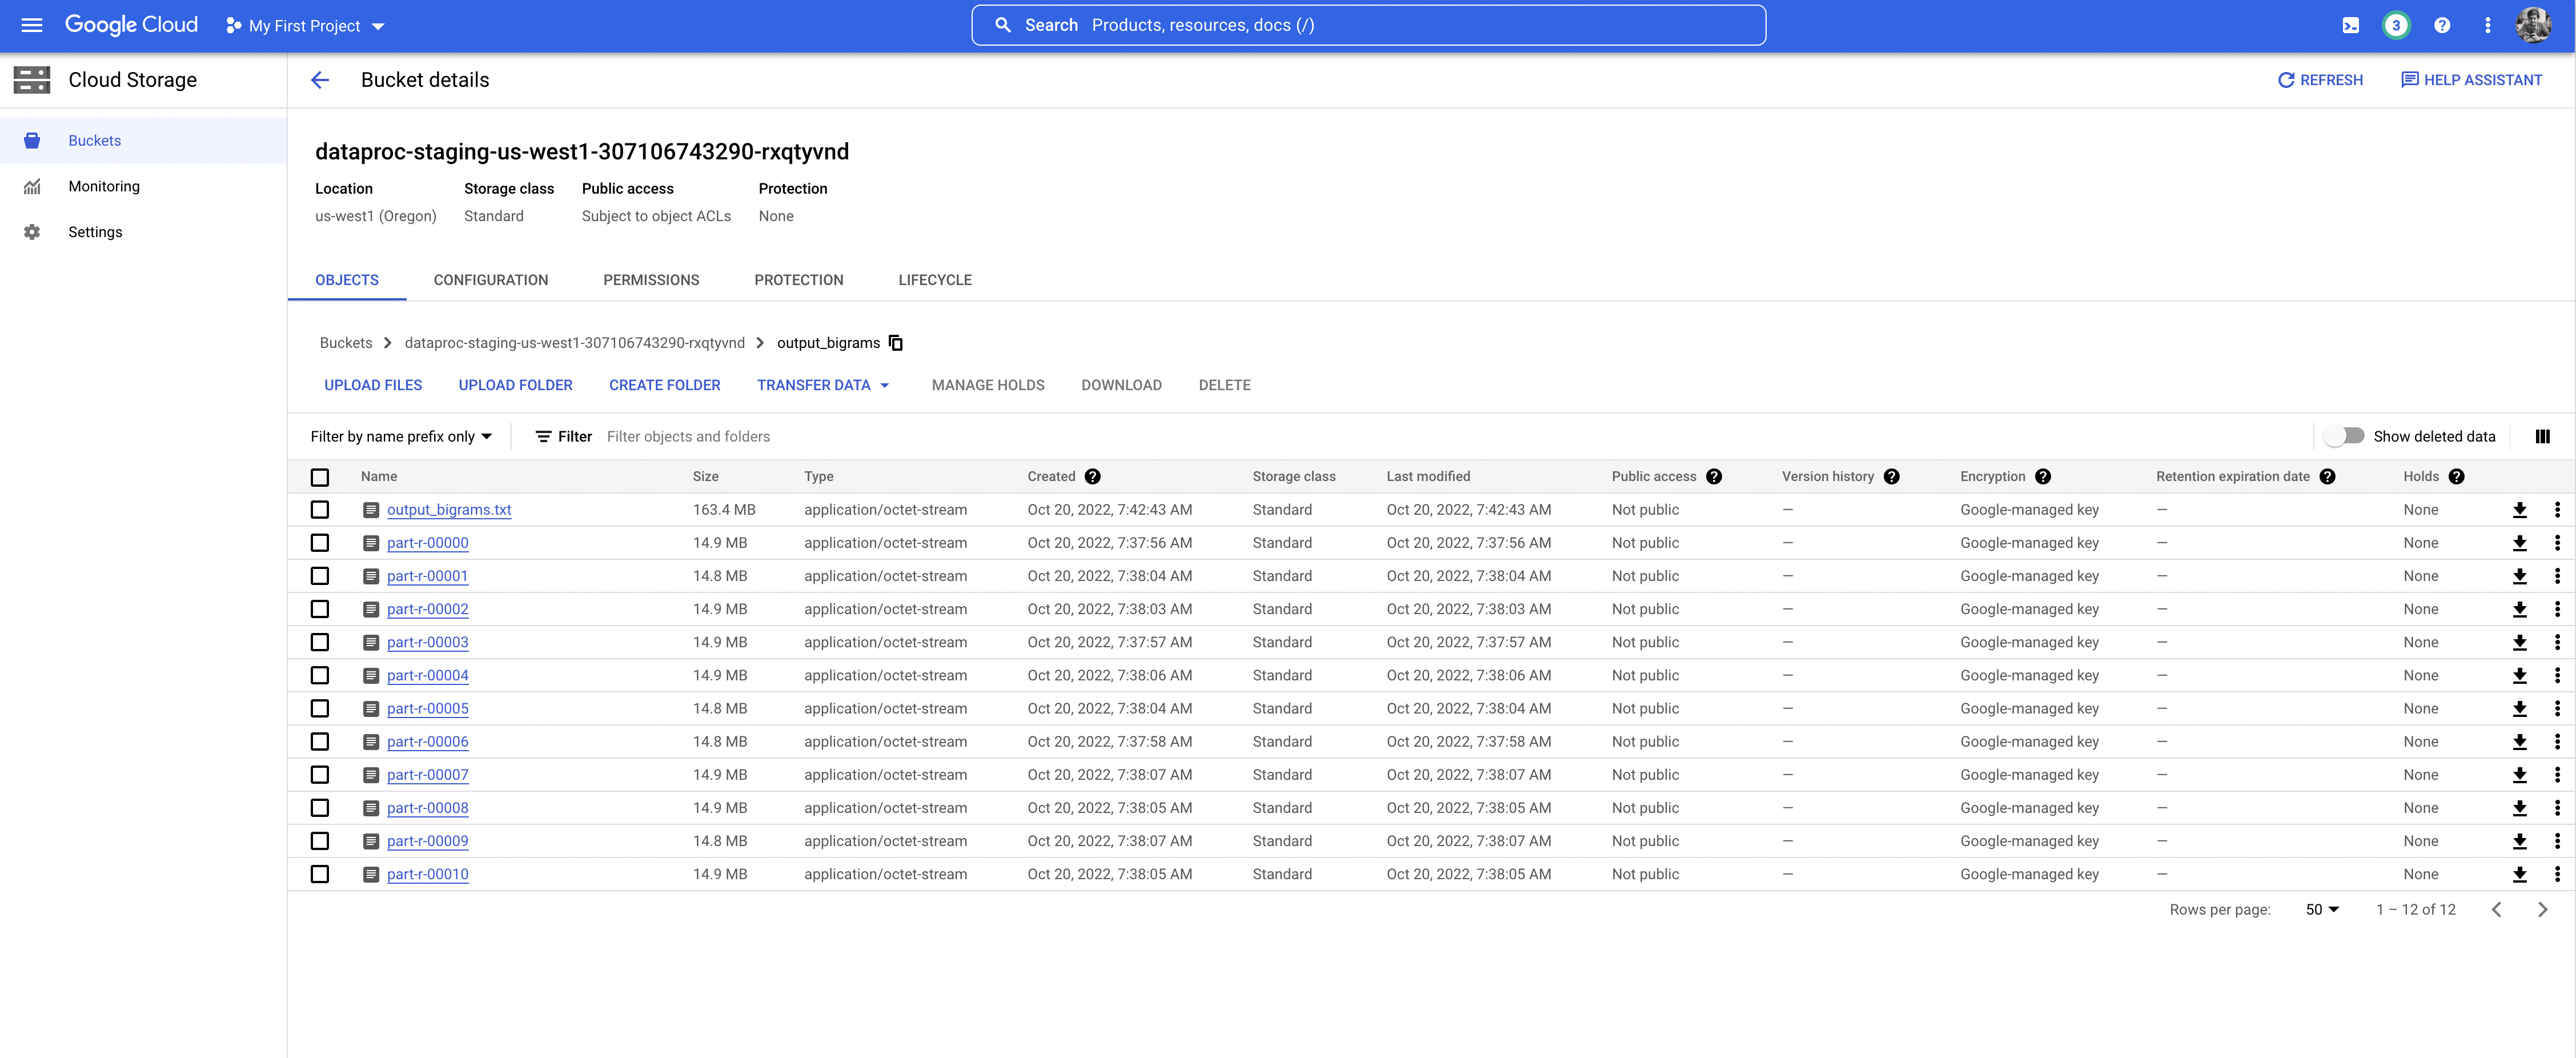 Google Cloud My First Project Search Products, resources, docs (/) 3
Cloud Storage Bucket details REFRESH HELP ASSISTANT
Buckets
Monitoring
Settings
dataproc-staging-us-west1-307106743290-rxqtyvnd
Location Storage class Public access Protection
us-west1 (Oregon) Standard Subject to object ACLs None
OBJECTS CONFIGURATION PERMISSIONS PROTECTION LIFECYCLE
Buckets > dataproc-staging-us-west1-307106743290-rxqtyvnd > output_bigrams
UPLOAD FILES UPLOAD FOLDER CREATE FOLDER TRANSFER DATA MANAGE HOLDS DOWNLOAD DELETE
Filter by name prefix only Filter Filter objects and folders Show deleted data
Name Size Type Created ? Storage class Last modified Public access ? Version history ? Encryption ? Retention expiration date ? Holds ?
output_bigrams.txt 163.4 MB application/octet-stream Oct 20, 2022, 7:42:43 AM Standard Oct 20, 2022, 7:42:43 AM Not public — Google-managed key — None
part-r-00000 14.9 MB application/octet-stream Oct 20, 2022, 7:37:56 AM Standard Oct 20, 2022, 7:37:56 AM Not public — Google-managed key — None
part-r-00001 14.8 MB application/octet-stream Oct 20, 2022, 7:38:04 AM Standard Oct 20, 2022, 7:38:04 AM Not public — Google-managed key — None
part-r-00002 14.9 MB application/octet-stream Oct 20, 2022, 7:38:03 AM Standard Oct 20, 2022, 7:38:03 AM Not public — Google-managed key — None
part-r-00003 14.9 MB application/octet-stream Oct 20, 2022, 7:37:57 AM Standard Oct 20, 2022, 7:37:57 AM Not public — Google-managed key — None
part-r-00004 14.9 MB application/octet-stream Oct 20, 2022, 7:38:06 AM Standard Oct 20, 2022, 7:38:06 AM Not public — Google-managed key — None
part-r-00005 14.8 MB application/octet-stream Oct 20, 2022, 7:38:04 AM Standard Oct 20, 2022, 7:38:04 AM Not public — Google-managed key — None
part-r-00006 14.8 MB application/octet-stream Oct 20, 2022, 7:37:58 AM Standard Oct 20, 2022, 7:37:58 AM Not public — Google-managed key — None
part-r-00007 14.9 MB application/octet-stream Oct 20, 2022, 7:38:07 AM Standard Oct 20, 2022, 7:38:07 AM Not public — Google-managed key — None
part-r-00008 14.9 MB application/octet-stream Oct 20, 2022, 7:38:05 AM Standard Oct 20, 2022, 7:38:05 AM Not public — Google-managed key — None
part-r-00009 14.8 MB application/octet-stream Oct 20, 2022, 7:38:07 AM Standard Oct 20, 2022, 7:38:07 AM Not public — Google-managed key — None
part-r-00010 14.9 MB application/octet-stream Oct 20, 2022, 7:38:05 AM Standard Oct 20, 2022, 7:38:05 AM Not public — Google-managed key — None
Rows per page: 50 1 – 12 of 12